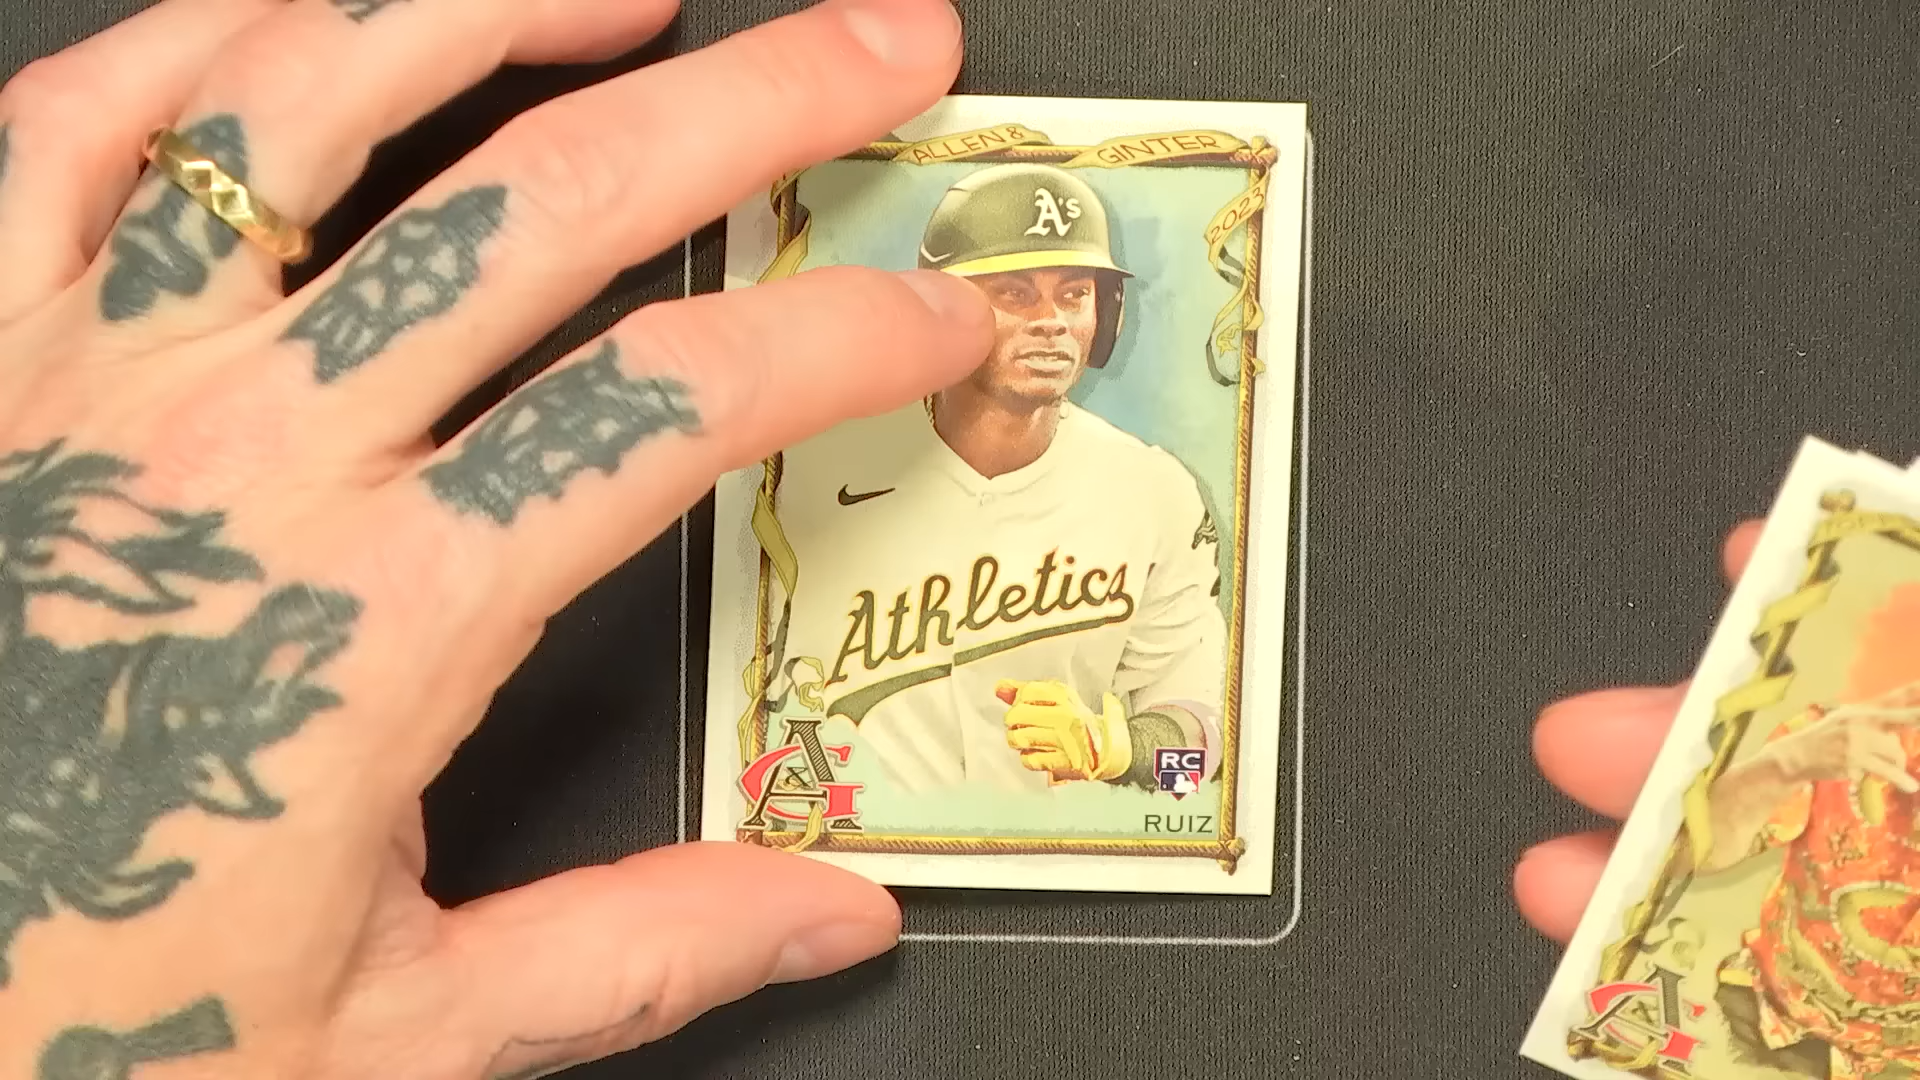 ALLEN & GINTER
2023
A's
Athletics
A&G
RC
RUIZ